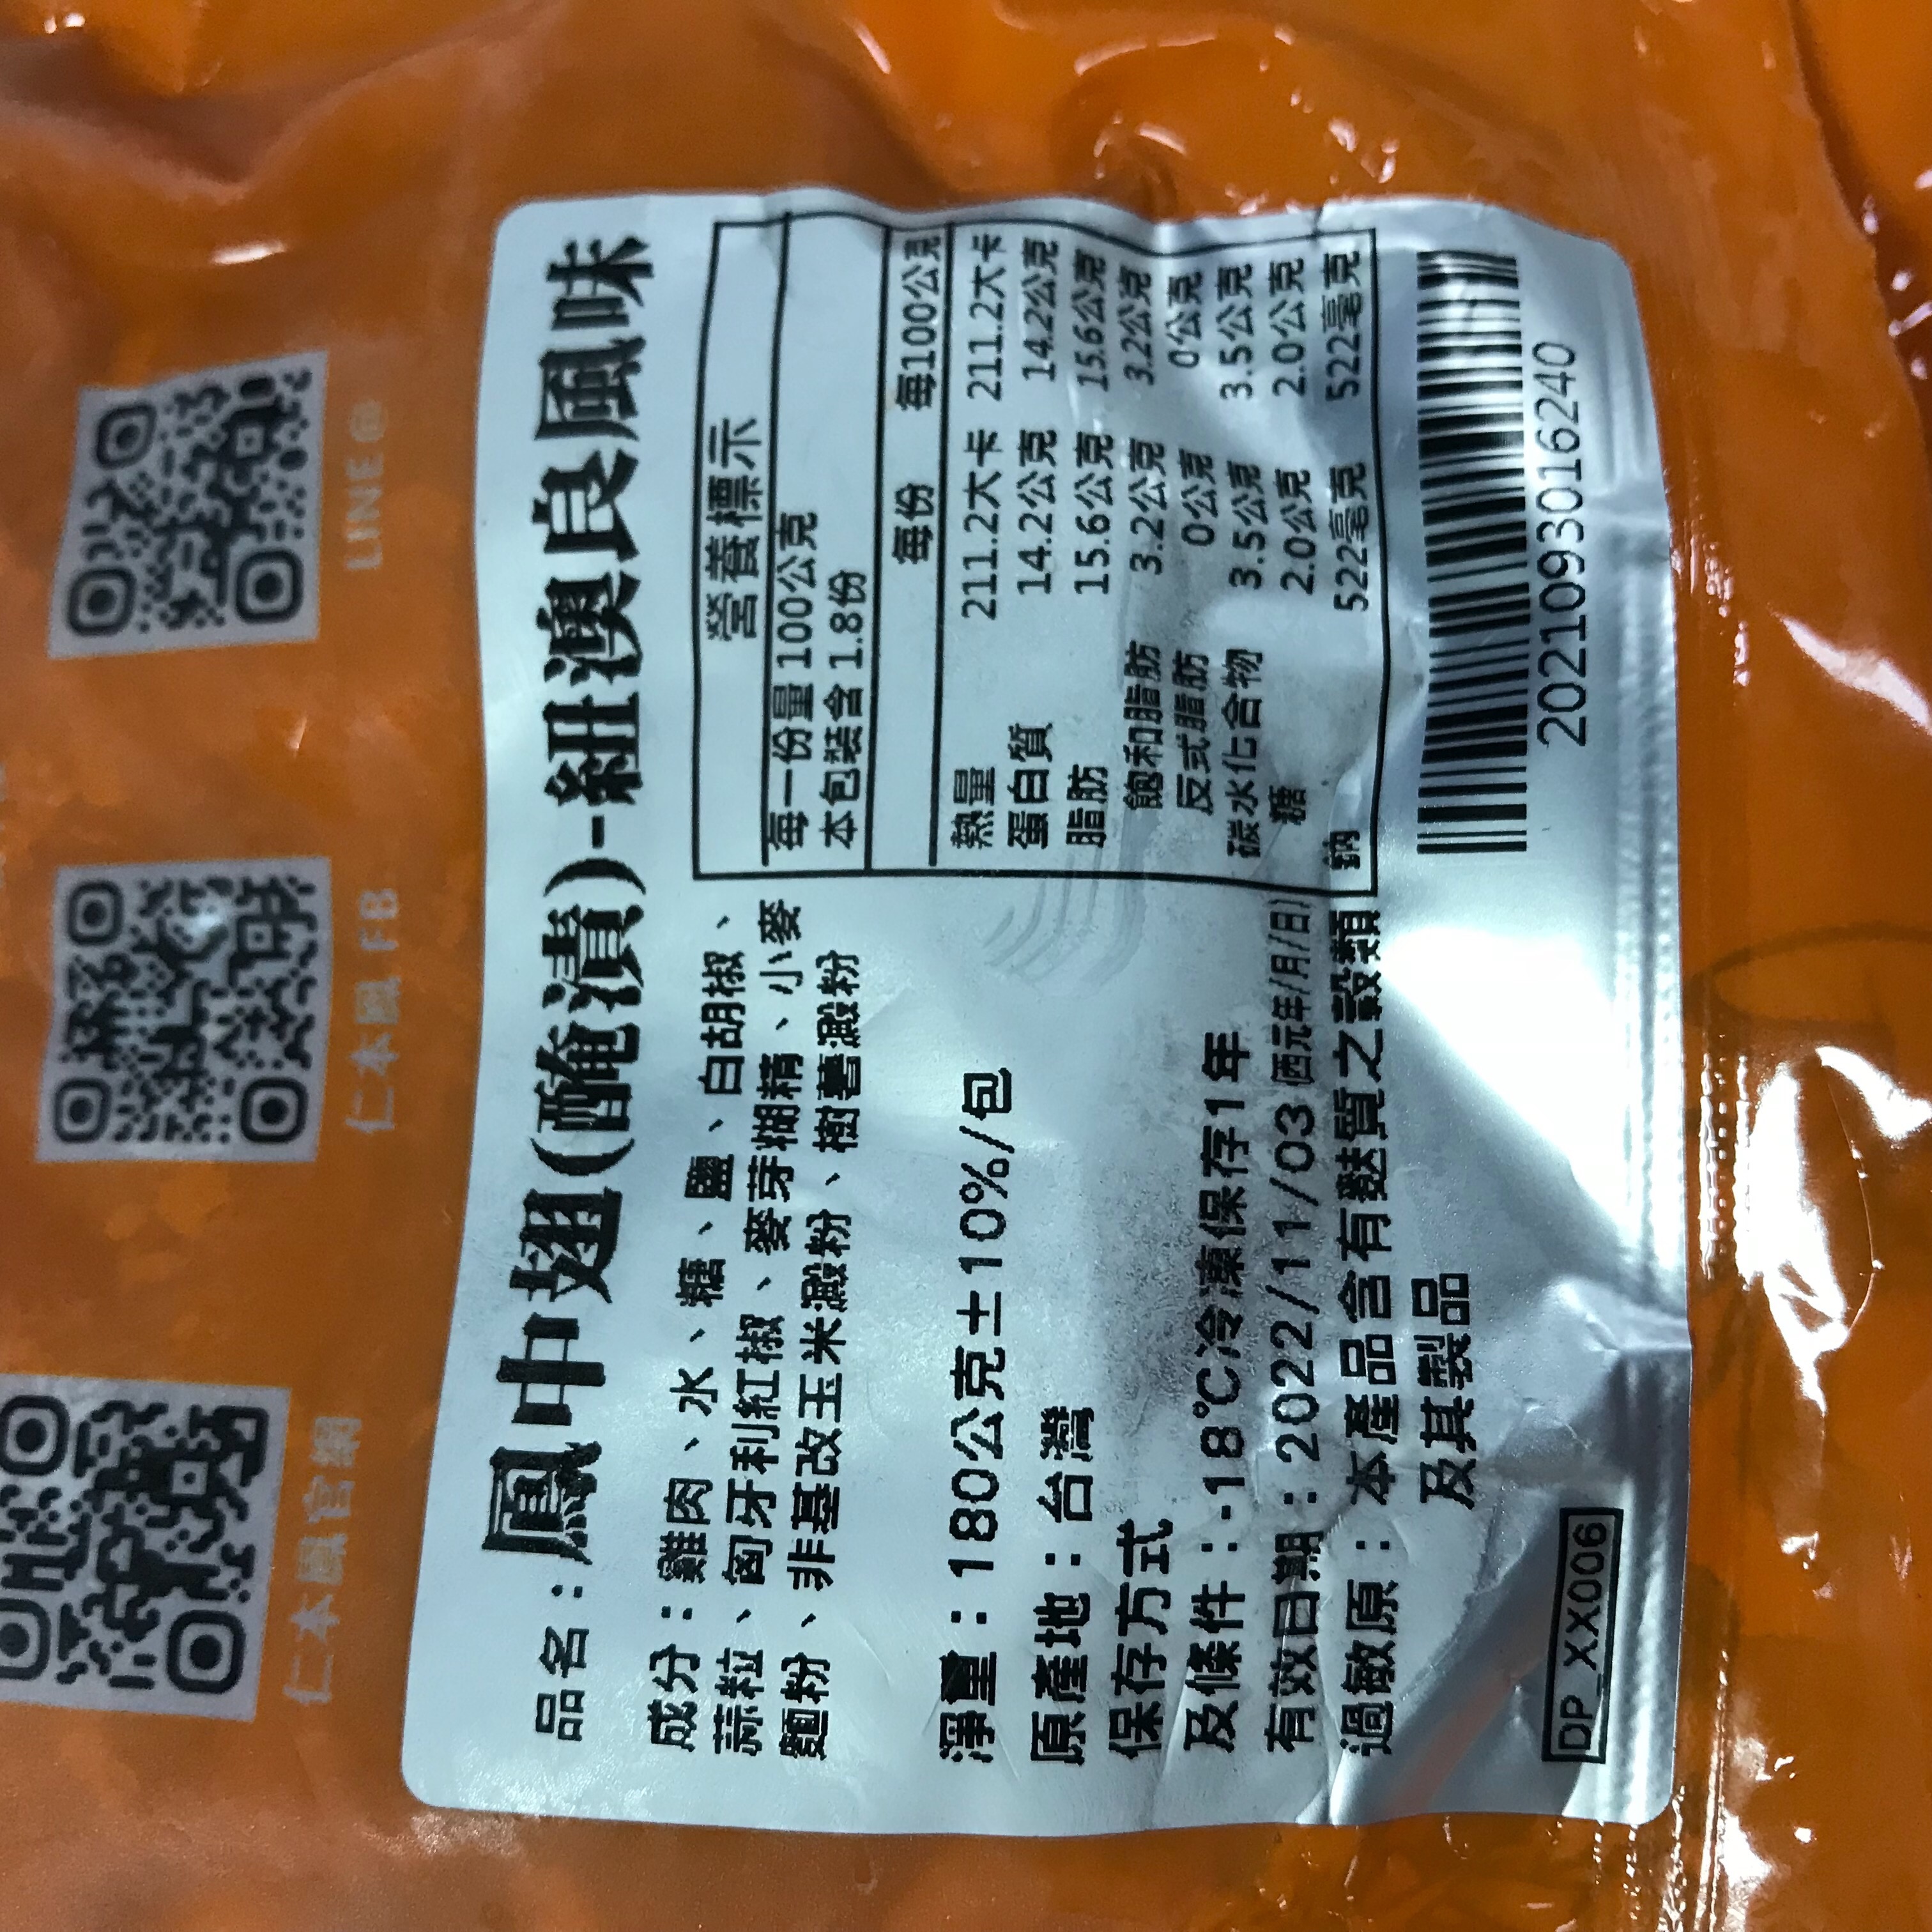 仁本鳳官網
仁本鳳 FB
LINE@
品名：鳳中翅(醃漬)-紐澳良風味
成分：雞肉、水、糖、鹽、白胡椒、
蒜粒、匈牙利紅椒、麥芽糊精、小麥
麵粉、非基改玉米澱粉、樹薯澱粉
淨重：180公克±10%/包
原產地：台灣
保存方式
及條件：-18℃冷凍保存1年
有效日期：2022/11/03(西元年/月/日)
過敏原：本產品含有麩質之穀類
及其製品
DP_XX006
營養標示
每一份量 100公克
本包裝含 1.8份
每份 每100公克
熱量 211.2大卡 211.2大卡
蛋白質 14.2公克 14.2公克
脂肪 15.6公克 15.6公克
飽和脂肪 3.2公克 3.2公克
反式脂肪 0公克 0公克
碳水化合物 3.5公克 3.5公克
糖 2.0公克 2.0公克
鈉 522毫克 522毫克
2021093016240